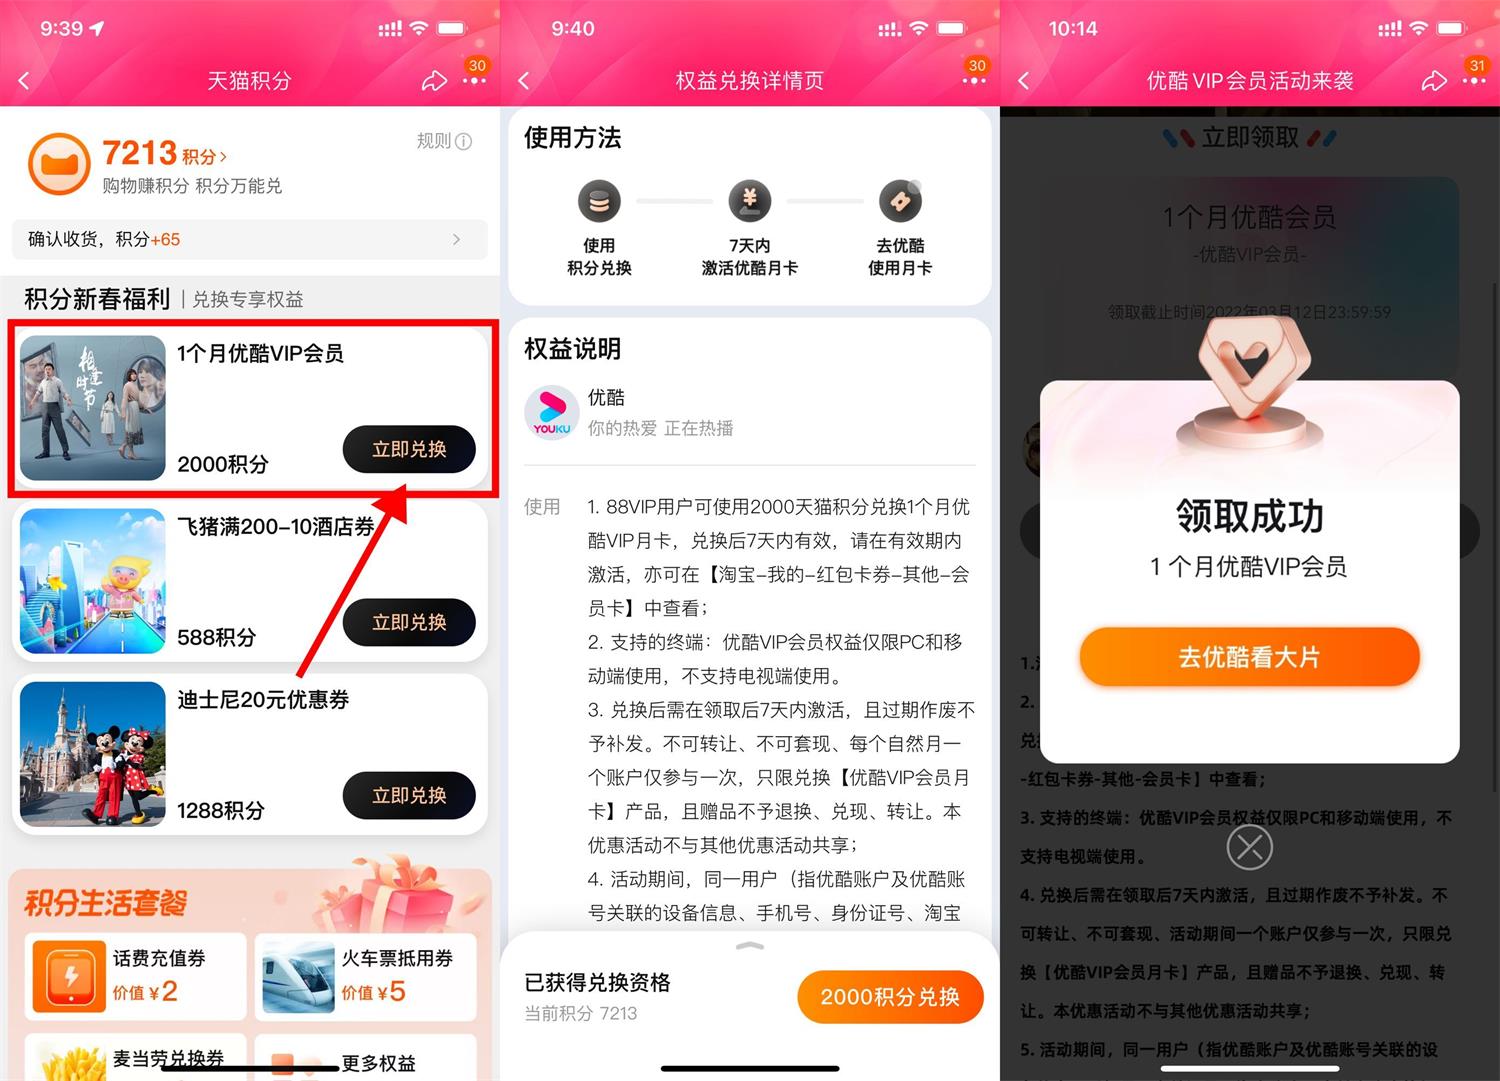 9:39
天猫积分
30
7213积分>
规则
购物赚积分 积分万能兑
确认收货，积分+65
积分新春福利 | 兑换专享权益
相逢时节
1个月优酷VIP会员
2000积分
立即兑换
飞猪满200-10酒店券
588积分
立即兑换
迪士尼20元优惠券
1288积分
立即兑换
积分生活套餐
话费充值券
价值¥2
火车票抵用券
价值¥5
麦当劳兑换券
更多权益
9:40
权益兑换详情页
30
使用方法
使用
积分兑换
7天内
激活优酷月卡
去优酷
使用月卡
权益说明
YOUKU
优酷
你的热爱 正在热播
使用
1. 88VIP用户可使用2000天猫积分兑换1个月优
酷VIP月卡，兑换后7天内有效，请在有效期内
激活，亦可在【淘宝-我的-红包卡券-其他-会
员卡】中查看；
2. 支持的终端：优酷VIP会员权益仅限PC和移
动端使用，不支持电视端使用。
3. 兑换后需在领取后7天内激活，且过期作废不
予补发。不可转让、不可套现、每个自然月一
个账户仅参与一次，只限兑换【优酷VIP会员月
卡】产品，且赠品不予退换、兑现、转让。本
优惠活动不与其他优惠活动共享；
4. 活动期间，同一用户（指优酷账户及优酷账
号关联的设备信息、手机号、身份证号、淘宝
已获得兑换资格
当前积分 7213
2000积分兑换
10:14
优酷VIP会员活动来袭
31
立即领取
1个月优酷会员
-优酷VIP会员-
领取截止时间2022年03月12日23:59:59
领取成功
1个月优酷VIP会员
去优酷看大片
1.
2.
兑
-红包卡券-其他-会员卡】中查看；
3. 支持的终端：优酷VIP会员权益仅限PC和移动端使用，不
支持电视端使用。
4. 兑换后需在领取后7天内激活，且过期作废不予补发。不
可转让、不可套现、活动期间一个账户仅参与一次，只限兑
换【优酷VIP会员月卡】产品，且赠品不予退换、兑现、转
让。本优惠活动不与其他优惠活动共享；
5. 活动期间，同一用户（指优酷账户及优酷账号关联的设